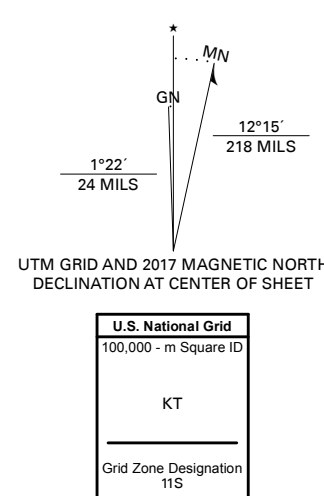 ★
MN
GN
12°15´
218 MILS
1°22´
24 MILS
UTM GRID AND 2017 MAGNETIC NORTH
DECLINATION AT CENTER OF SHEET
U.S. National Grid
100,000 - m Square ID
KT
Grid Zone Designation
11S